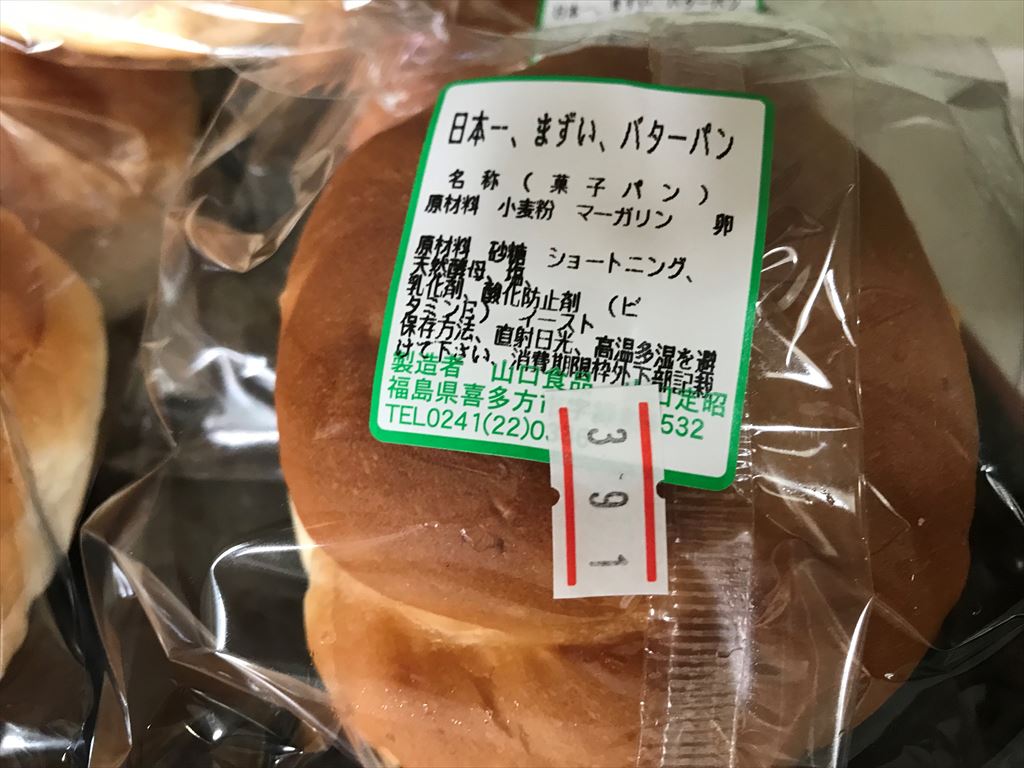 日本一、まずい、バターパン
名 称 ( 菓 子 パ ン )
原材料 小麦粉 マーガリン 卵
原材料 砂糖 ショートニング、
天然酵母、塩
乳化剤、酸化防止剤 (ビ
タミンE) イースト
保存方法、直射日光、高温多湿を避
けて下さい、消費期限枠外下部記載
製造者 山口食品
福島県喜多方市 532
TEL0241(22)03
3 9 1